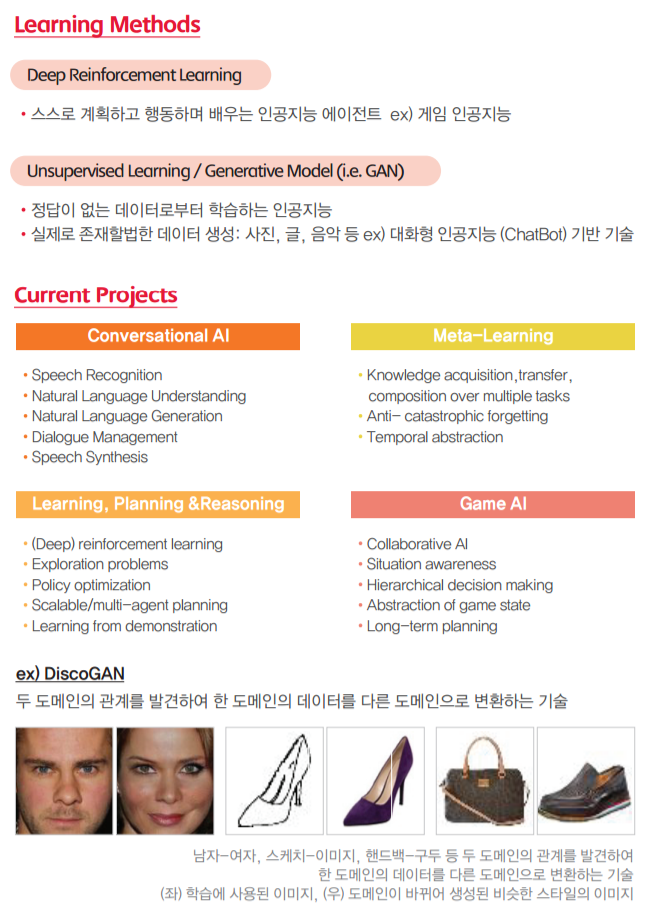 Learning Methods
Deep Reinforcement Learning
• 스스로 계획하고 행동하며 배우는 인공지능 에이전트 ex) 게임 인공지능
Unsupervised Learning / Generative Model (i.e. GAN)
• 정답이 없는 데이터로부터 학습하는 인공지능
• 실제로 존재할법한 데이터 생성: 사진, 글, 음악 등 ex) 대화형 인공지능 (ChatBot) 기반 기술
Current Projects
Conversational AI
• Speech Recognition
• Natural Language Understanding
• Natural Language Generation
• Dialogue Management
• Speech Synthesis
Meta-Learning
• Knowledge acquisition,transfer,
composition over multiple tasks
• Anti- catastrophic forgetting
• Temporal abstraction
Learning, Planning &Reasoning
• (Deep) reinforcement learning
• Exploration problems
• Policy optimization
• Scalable/multi-agent planning
• Learning from demonstration
Game AI
• Collaborative AI
• Situation awareness
• Hierarchical decision making
• Abstraction of game state
• Long-term planning
ex) DiscoGAN
두 도메인의 관계를 발견하여 한 도메인의 데이터를 다른 도메인으로 변환하는 기술
남자-여자, 스케치-이미지, 핸드백-구두 등 두 도메인의 관계를 발견하여
한 도메인의 데이터를 다른 도메인으로 변환하는 기술
(좌) 학습에 사용된 이미지, (우) 도메인이 바뀌어 생성된 비슷한 스타일의 이미지